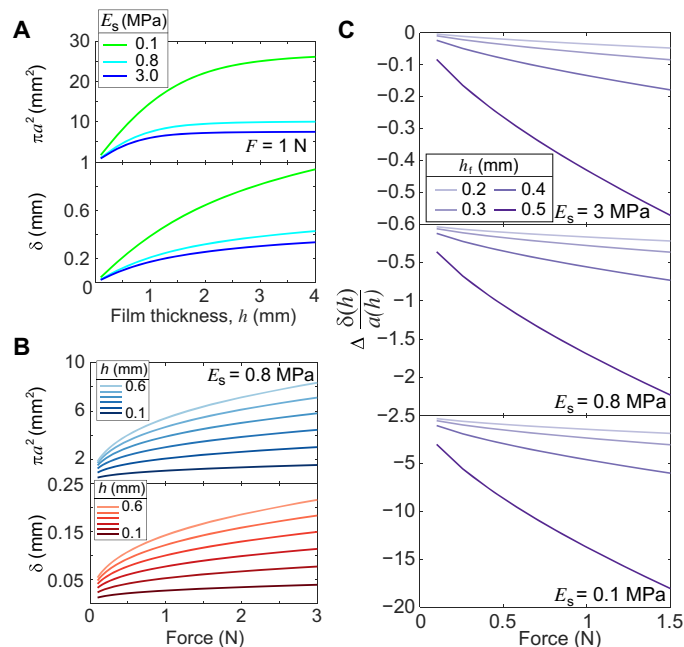 A
E_s (MPa)
0.1
0.8
3.0
πa² (mm²)
30
20
10
1
F = 1 N
δ (mm)
1
0.6
0.2
0
0 1 2 3 4
Film thickness, h (mm)
B
πa² (mm²)
10
6
2
h (mm)
0.6
0.1
E_s = 0.8 MPa
δ (mm)
0.25
0.15
0.05
h (mm)
0.6
0.1
0 1 2 3
Force (N)
C
Δ δ(h)/a(h)
0
−0.1
−0.2
−0.3
−0.4
−0.5
−0.6
h_f (mm)
0.2 0.4
0.3 0.5
E_s = 3 MPa
−0.5
−1
−1.5
−2
E_s = 0.8 MPa
−2.5
−5
−10
−15
−20
E_s = 0.1 MPa
0 0.5 1 1.5
Force (N)